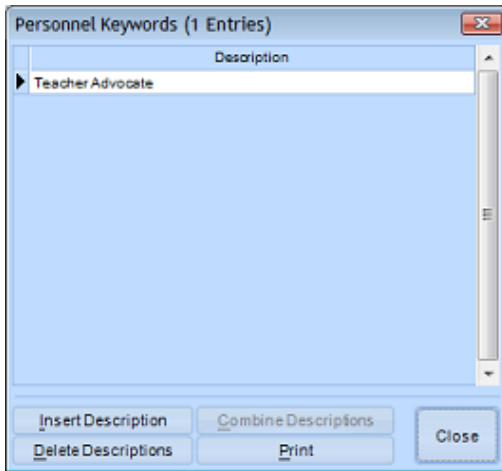 Personnel Keywords (1 Entries)
Description
Teacher Advocate
Insert Description
Combine Descriptions
Close
Delete Descriptions
Print